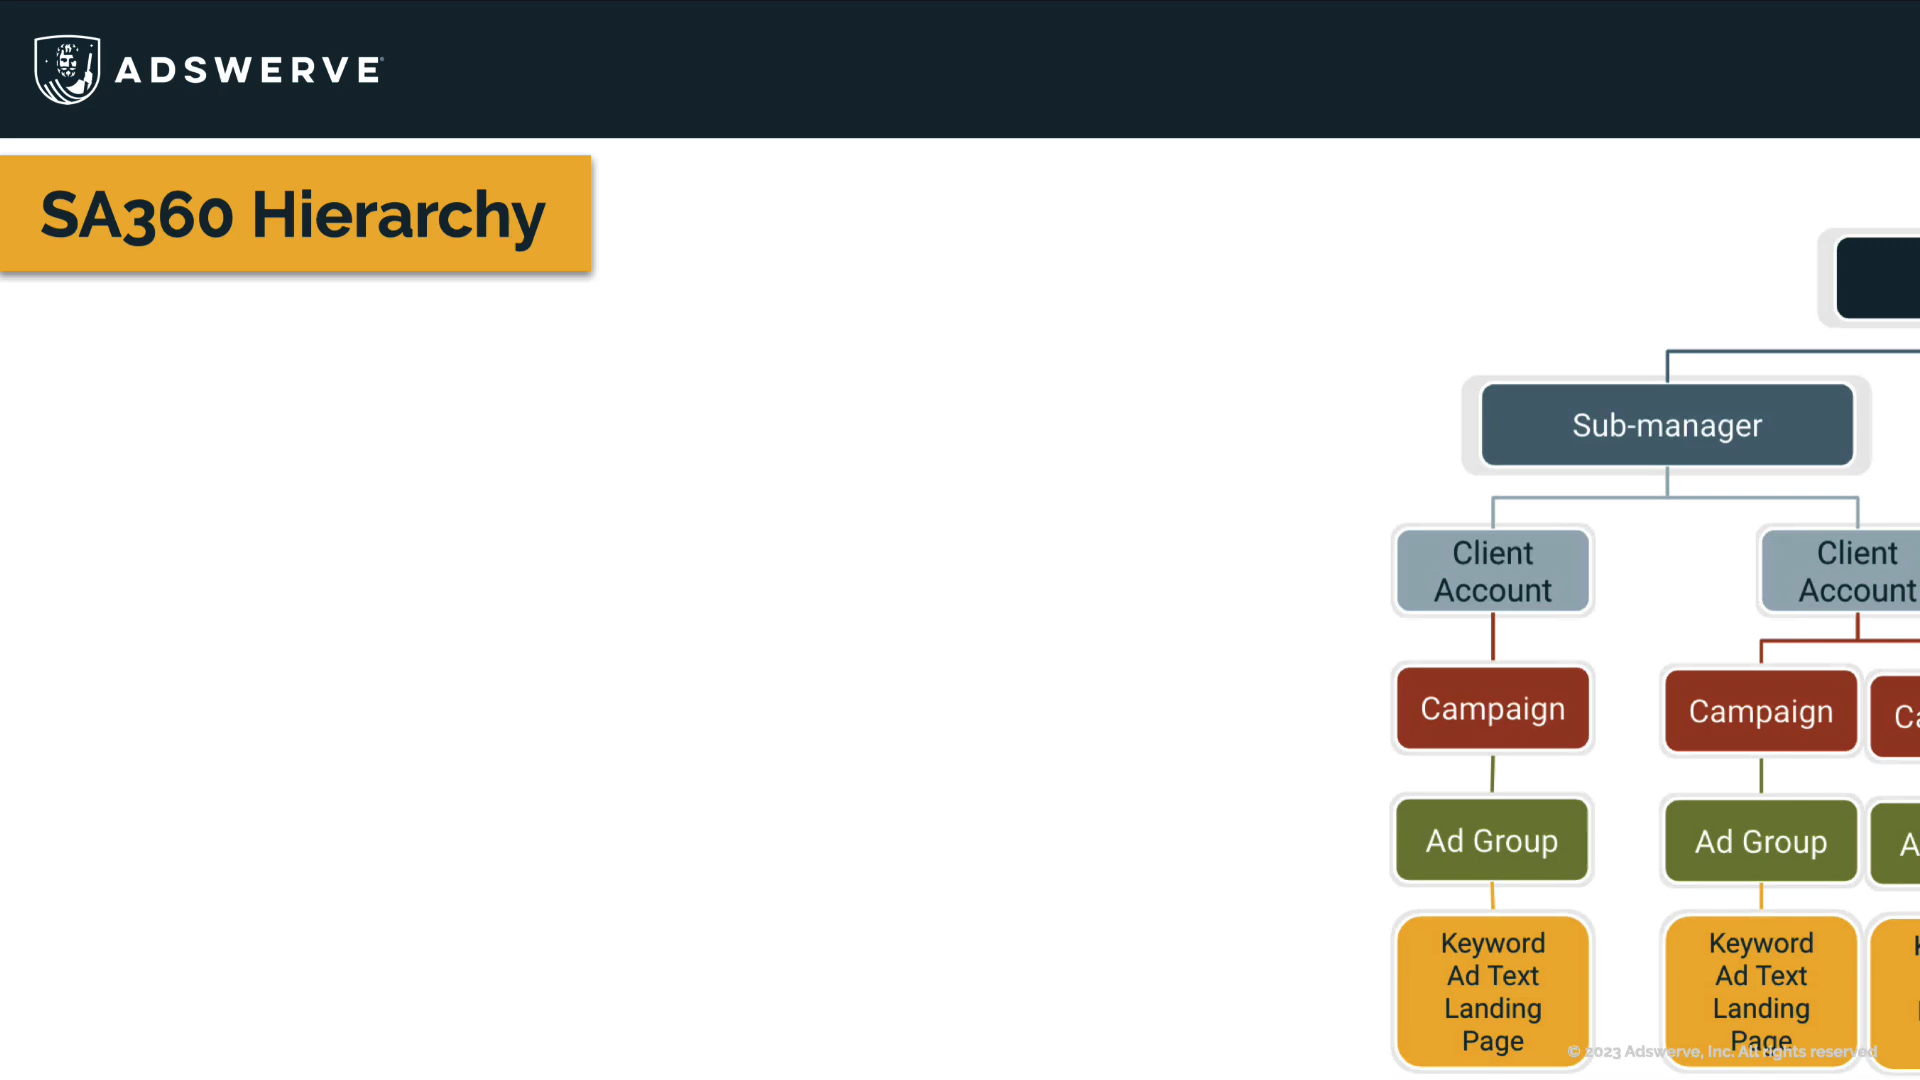 ADSWERVE
SA360 Hierarchy
Sub-manager
Client
Account
Client
Account
Campaign
Campaign
Ad Group
Ad Group
Keyword
Ad Text
Landing
Page
Keyword
Ad Text
Landing
Page
© 2023 Adswerve, Inc. All rights reserved